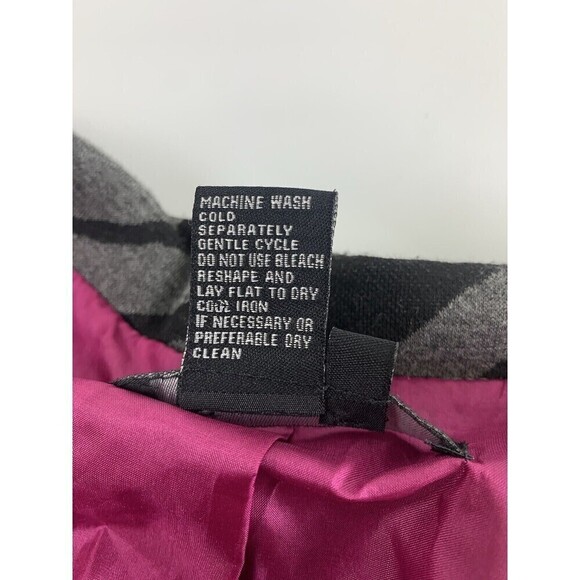 MACHINE WASH
COLD
SEPARATELY
GENTLE CYCLE
DO NOT USE BLEACH
RESHAPE AND
LAY FLAT TO DRY
COOL IRON
IF NECESSARY OR
PREFERABLE DRY
CLEAN